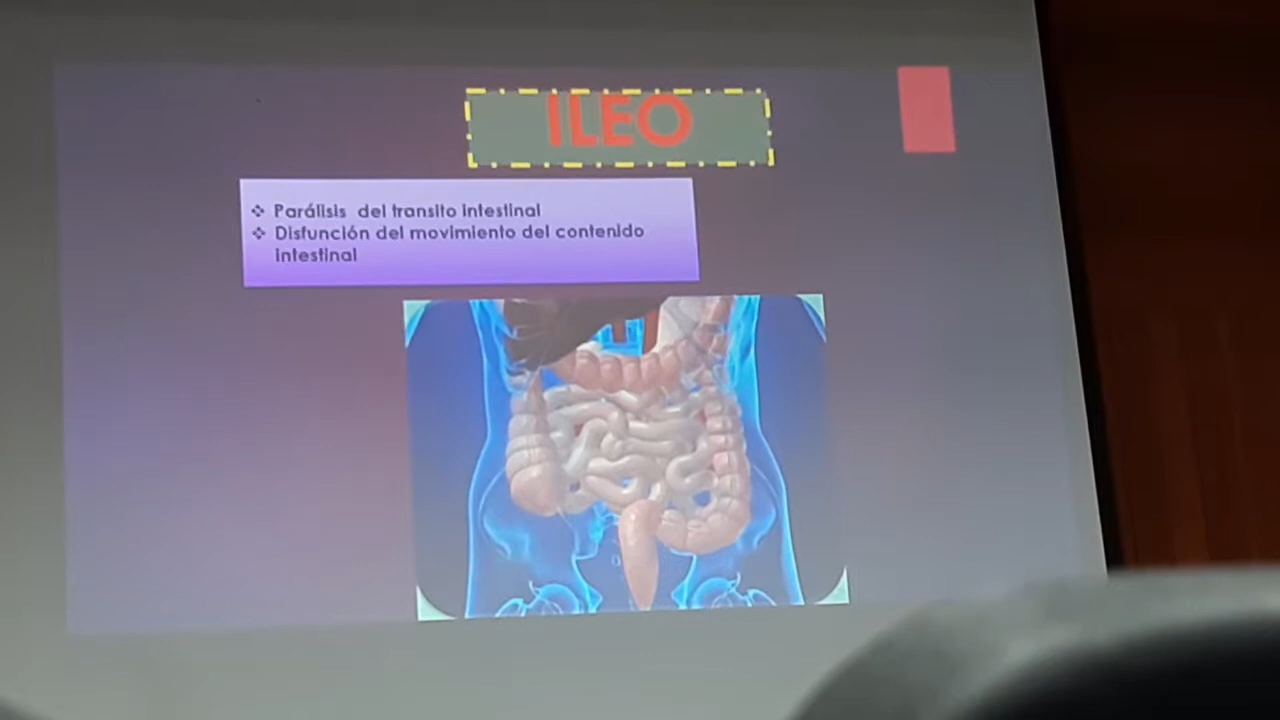 ILEO
❖ Parálisis del transito intestinal
❖ Disfunción del movimiento del contenido
intestinal